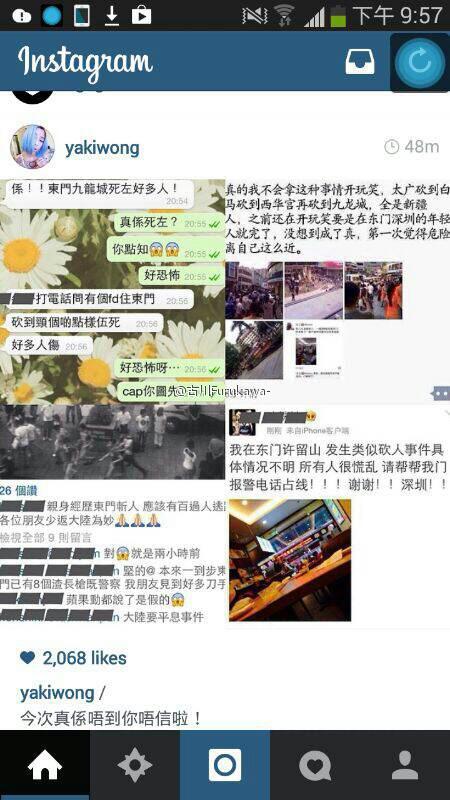 下午 9:57
Instagram
yakiwong
48m
係！！東門九龍城死左好多人！
20:54
真係死左？ 20:55
你點知😱😱 20:55
好恐怖 20:55
打電話問有個fd住東門
砍到頸個啲點樣伍死 20:56
好多人傷 20:56
好恐怖呀⋯ 20:56
cap你圖先
@古川Furukawa-
真的我不会拿这种事情开玩笑，太广砍到白
马砍到西华宫再砍到九龙城，全是新疆
人，之前还在开玩笑要是在东门深圳的年轻
人就完了，没想到成了真，第一次觉得危险
离自己这么近。
26 個讚
親身經歷東門斬人 應該有百過人逃
各位朋友少返大陸為妙🙏🙏🙏
檢視全部 9 則留言
對😱就是兩小時前
堅的@ 本來一到步東
門已有8個渣長槍既警察 我朋友見到好多刀手
蘋果動都說了是假的😱
an 大陸要平息事件
刚刚 来自iPhone客户端
我在东门许留山 发生类似砍人事件具
体情况不明 所有人很慌乱 请帮帮我门
报警电话占线！！！谢谢！！深圳！！
2,068 likes
yakiwong /
今次真係唔到你唔信啦！